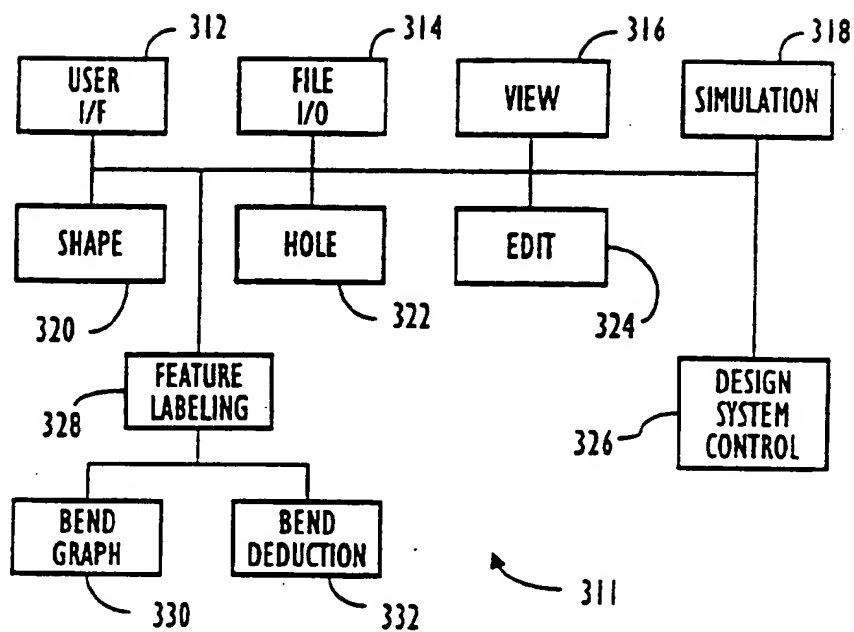 312
314
316
318
USER
I/F
FILE
I/O
VIEW
SIMULATION
SHAPE
HOLE
EDIT
320
322
324
FEATURE
LABELING
328
DESIGN
SYSTEM
CONTROL
326
BEND
GRAPH
BEND
DEDUCTION
330
332
311